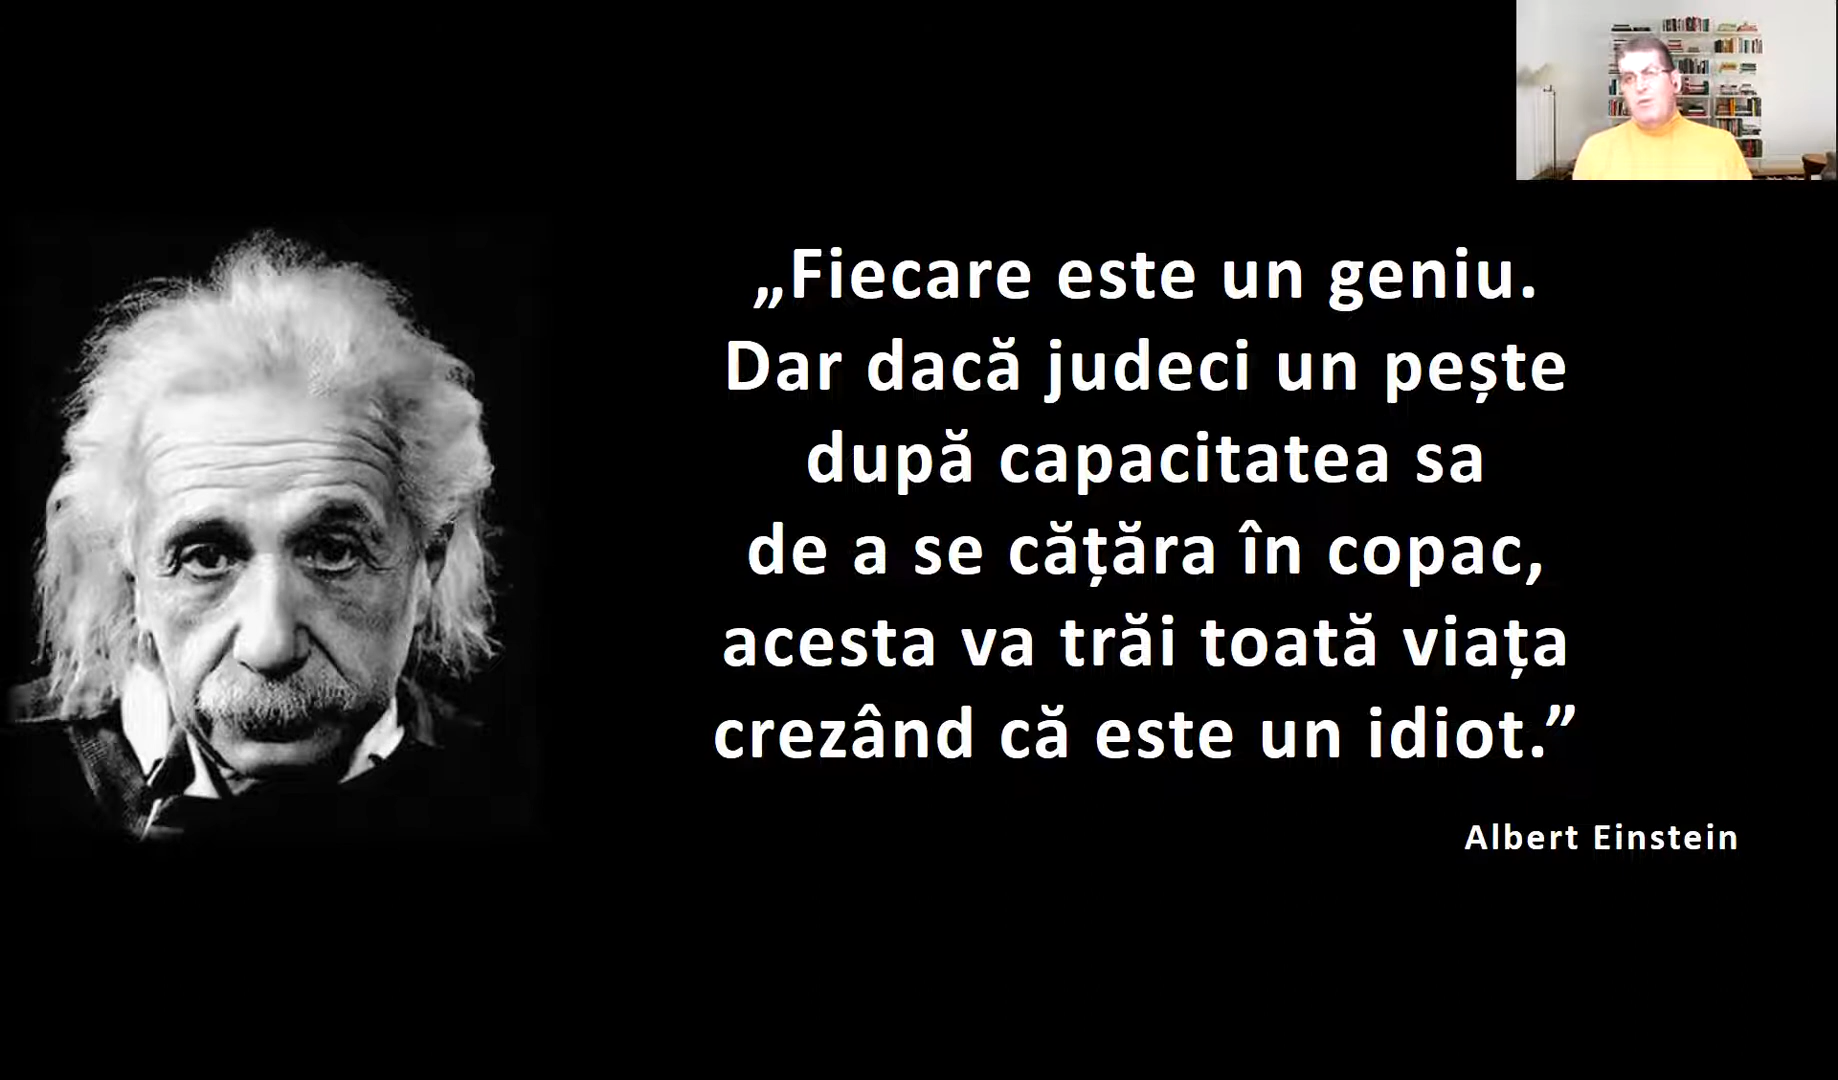 „Fiecare este un geniu.
Dar dacă judeci un pește
după capacitatea sa
de a se cățăra în copac,
acesta va trăi toată viața
crezând că este un idiot.”
Albert Einstein